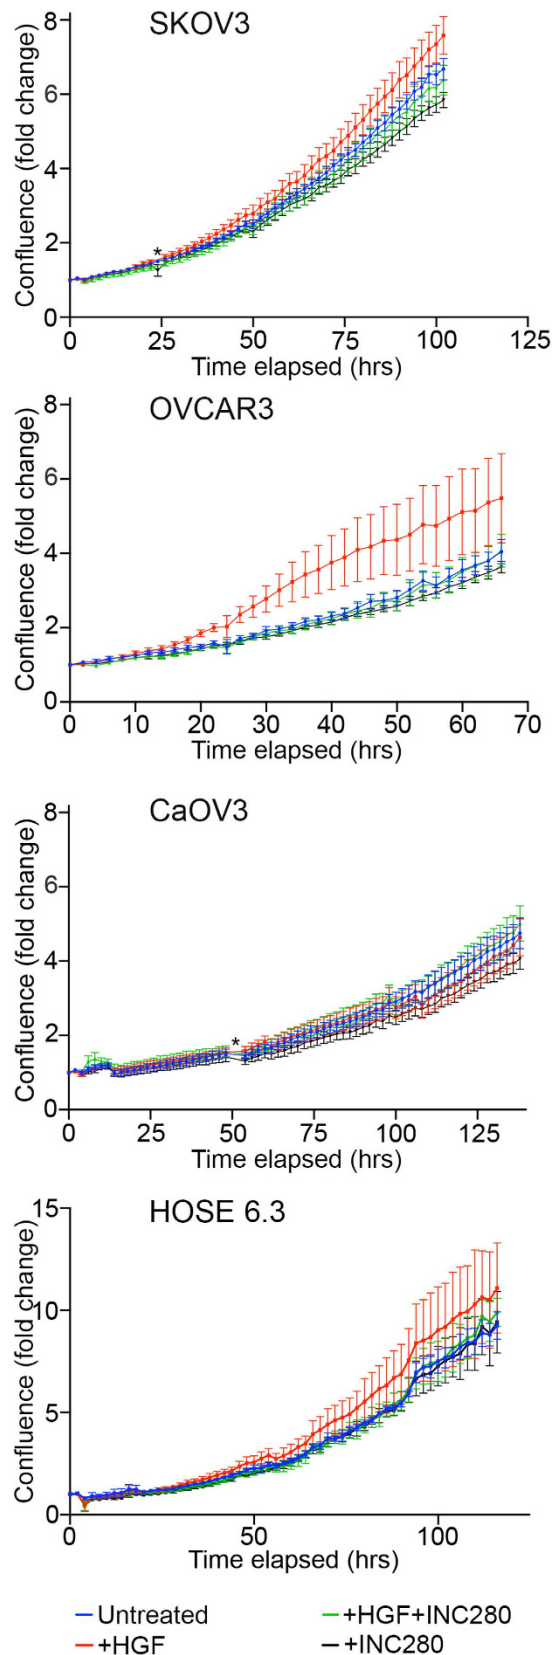 SKOV3
Confluence (fold change)
8
6
4
2
0
*
0 25 50 75 100 125
Time elapsed (hrs)
OVCAR3
Confluence (fold change)
8
6
4
2
0
0 10 20 30 40 50 60 70
Time elapsed (hrs)
CaOV3
Confluence (fold change)
8
6
4
2
0
*
0 25 50 75 100 125
Time elapsed (hrs)
HOSE 6.3
Confluence (fold change)
15
10
5
0
0 50 100
Time elapsed (hrs)
Untreated +HGF+INC280
+HGF +INC280